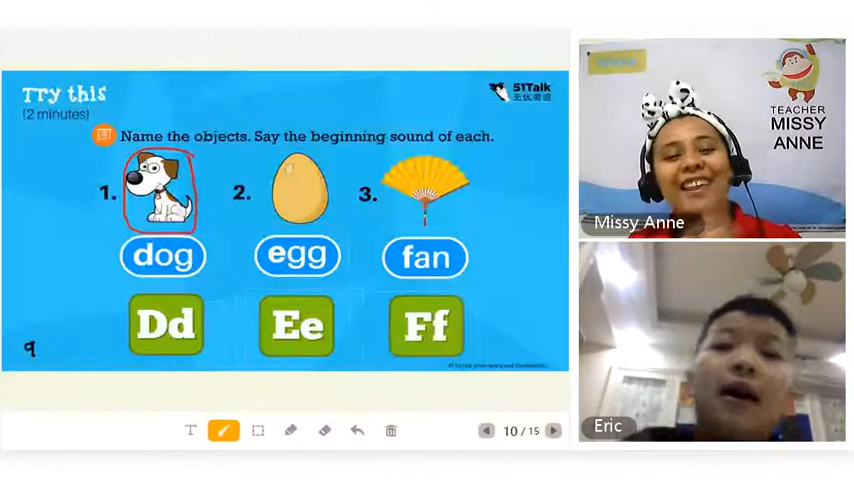 Try this
(2 minutes)
51Talk
无忧英语
Name the objects. Say the beginning sound of each.
1.
2.
3.
dog
egg
fan
Dd
Ee
Ff
9
T
10 / 15
TEACHER
MISSY
ANNE
Missy Anne
Eric